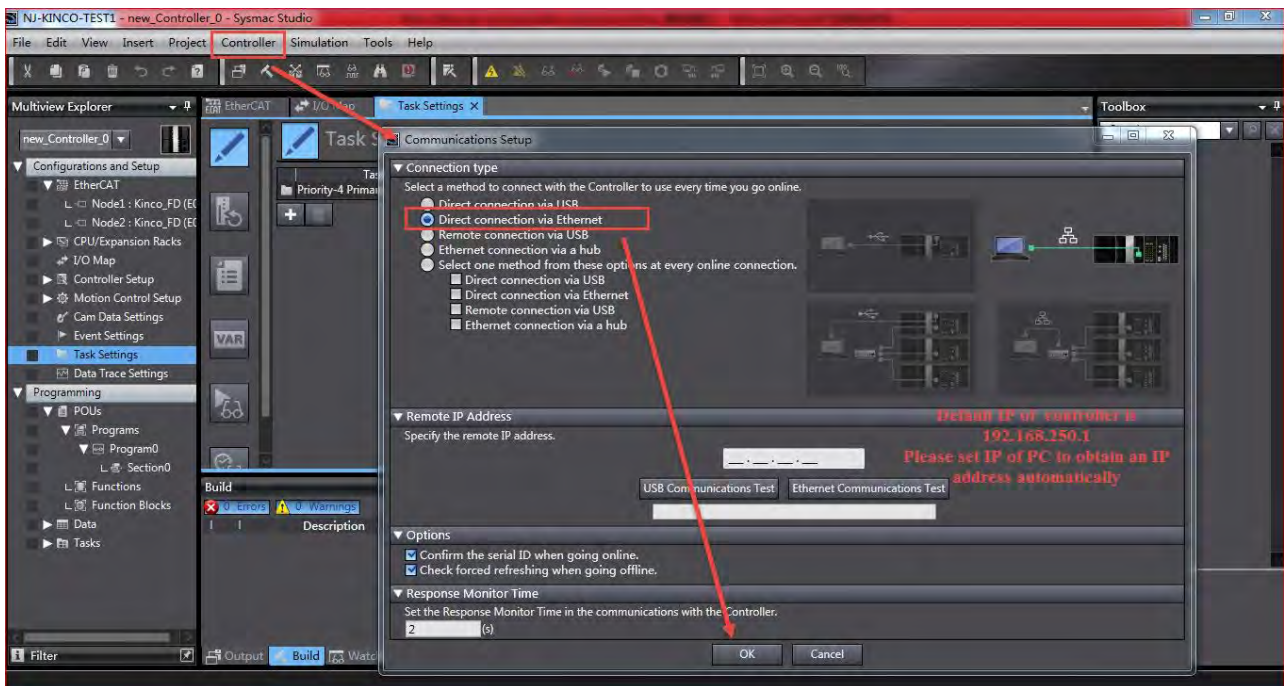 NJ-KINCO-TEST1 - new_Controller_0 - Sysmac Studio
File Edit View Insert Project Controller Simulation Tools Help
Multiview Explorer
new_Controller_0
Configurations and Setup
EtherCAT
Node1 : Kinco_FD (E
Node2 : Kinco_FD (E
CPU/Expansion Racks
I/O Map
Controller Setup
Motion Control Setup
Cam Data Settings
Event Settings
Task Settings
Data Trace Settings
Programming
POUs
Programs
Program0
Section0
Functions
Function Blocks
Data
Tasks
Filter
EtherCAT I/O Map Task Settings
Task S
Ta
Priority-4 Prima
VAR
Build
0 Errors 0 Warnings
Description
Output Build Watc
Toolbox
Communications Setup
Connection type
Select a method to connect with the Controller to use every time you go online.
Direct connection via USB
Direct connection via Ethernet
Remote connection via USB
Ethernet connection via a hub
Select one method from these options at every online connection.
Direct connection via USB
Direct connection via Ethernet
Remote connection via USB
Ethernet connection via a hub
Remote IP Address
Specify the remote IP address.
USB Communications Test Ethernet Communications Test
Default IP of controller is
192.168.250.1
Please set IP of PC to obtain an IP
address automatically
Options
Confirm the serial ID when going online.
Check forced refreshing when going offline.
Response Monitor Time
Set the Response Monitor Time in the communications with the Controller.
2 (s)
OK Cancel